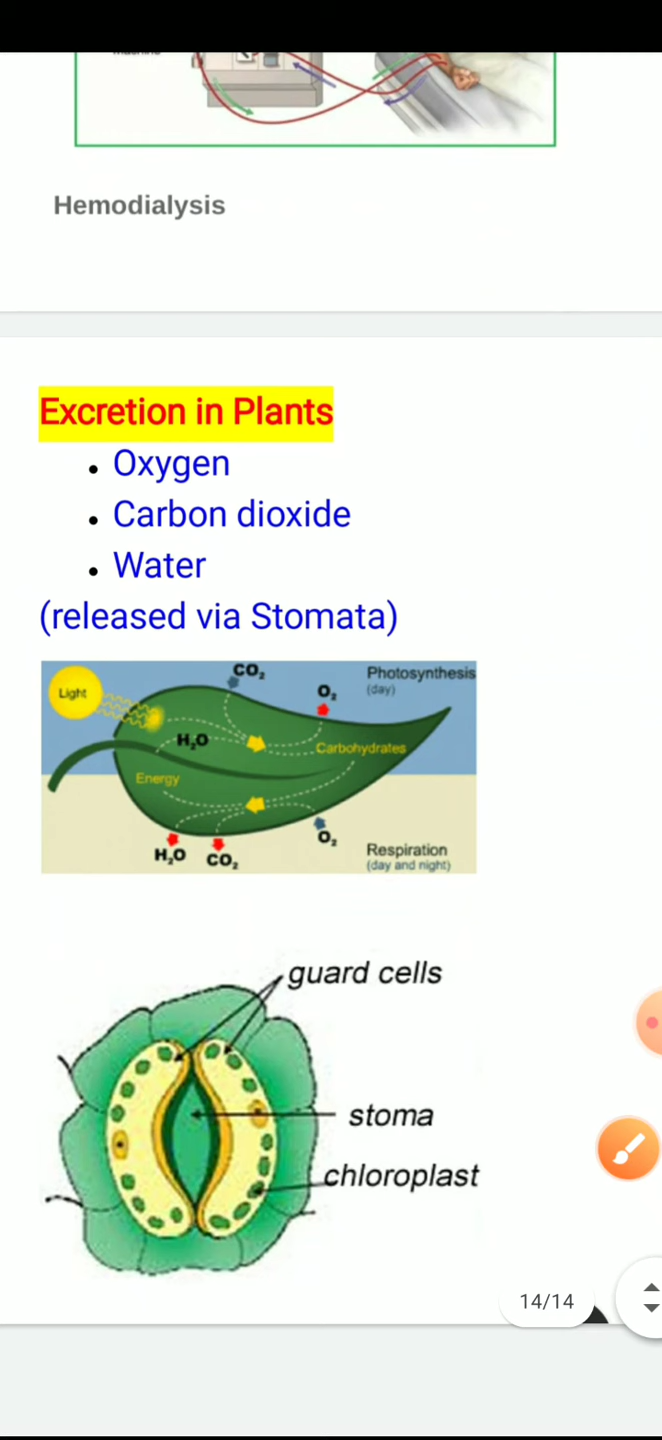 Hemodialysis
Excretion in Plants
• Oxygen
• Carbon dioxide
• Water
(released via Stomata)
CO₂
Photosynthesis
(day)
Light
O₂
H₂O
Carbohydrates
Energy
O₂
H₂O CO₂
Respiration
(day and night)
guard cells
stoma
chloroplast
14/14